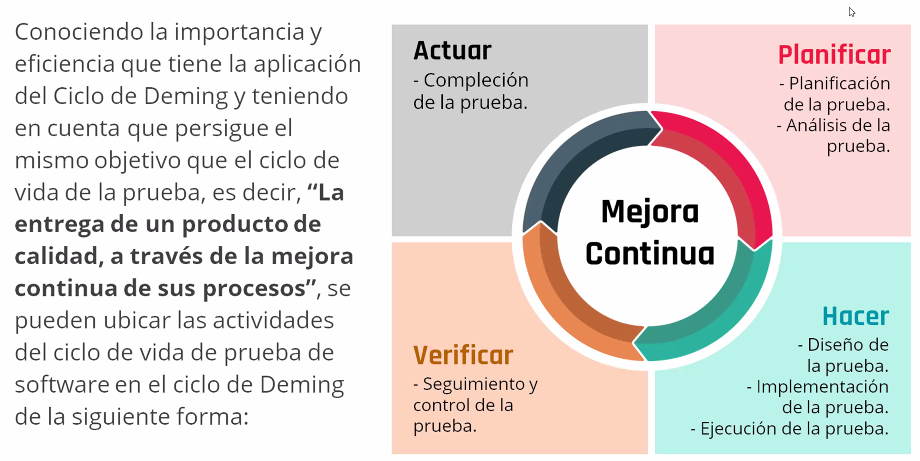 Conociendo la importancia y
eficiencia que tiene la aplicación
del Ciclo de Deming y teniendo
en cuenta que persigue el
mismo objetivo que el ciclo de
vida de la prueba, es decir, “La
entrega de un producto de
calidad, a través de la mejora
continua de sus procesos”, se
pueden ubicar las actividades
del ciclo de vida de prueba de
software en el ciclo de Deming
de la siguiente forma:
Actuar
- Compleción
de la prueba.
Planificar
- Planificación
de la prueba.
- Análisis de la
prueba.
Mejora
Continua
Verificar
- Seguimiento y
control de la
prueba.
Hacer
- Diseño de
la prueba.
- Implementación
de la prueba.
- Ejecución de la prueba.